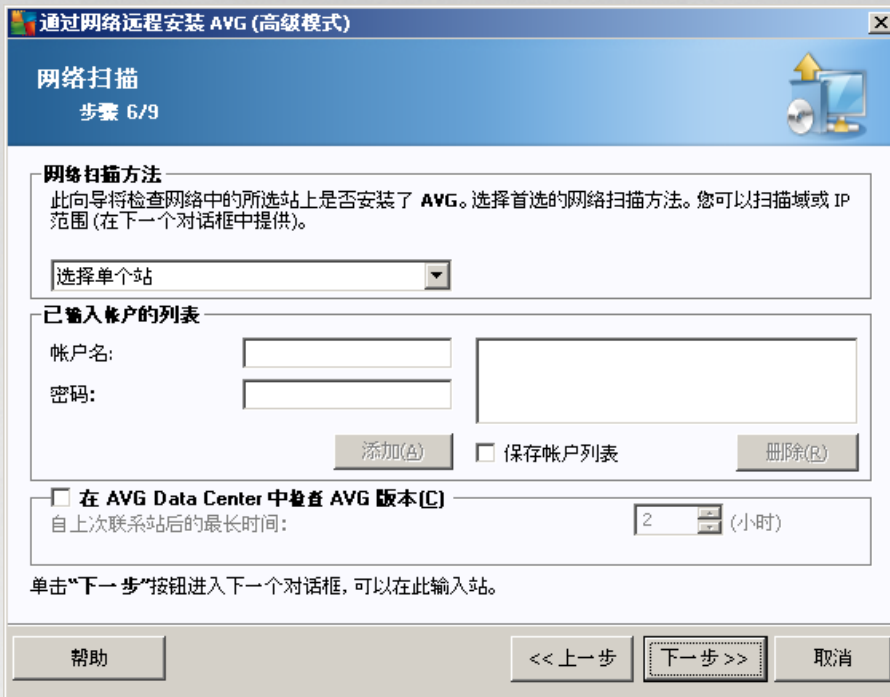 通过网络远程安装 AVG (高级模式)
网络扫描
步骤 6/9
网络扫描方法
此向导将检查网络中的所选站上是否安装了 AVG。选择首选的网络扫描方法。您可以扫描域或 IP
范围 (在下一个对话框中提供)。
选择单个站
已输入帐户的列表
帐户名:
密码:
添加(A)
保存帐户列表
删除(R)
在 AVG Data Center 中检查 AVG 版本(C)
自上次联系站后的最长时间:
2
(小时)
单击“下一步”按钮进入下一个对话框, 可以在此输入站。
帮助
<< 上一步
下一步 >>
取消